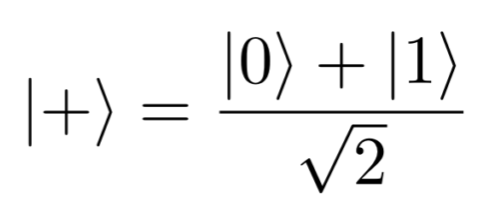 |+⟩ = (|0⟩ + |1⟩) / √2